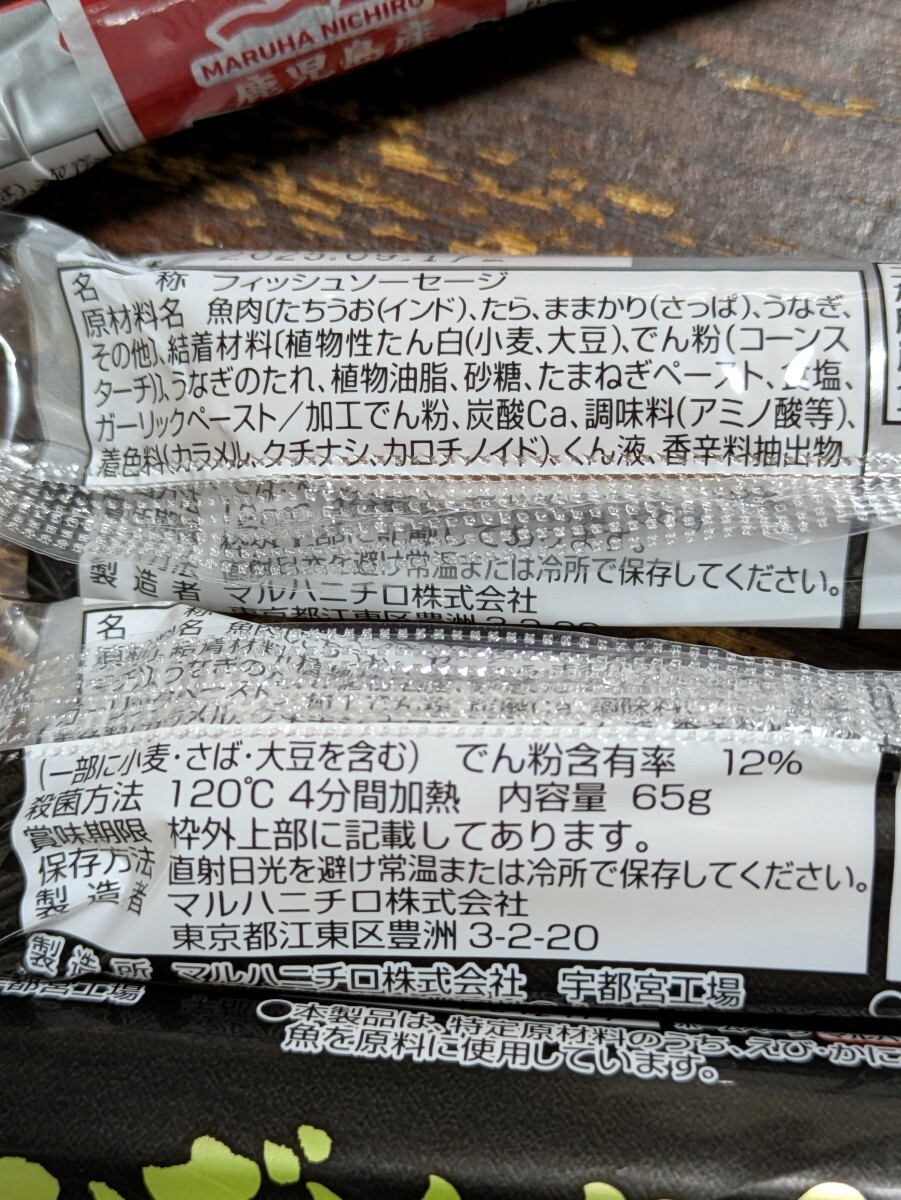 MARUHA NICHIRO
鹿児島産
名 称 フィッシュソーセージ
原材料名 魚肉〔たちうお(インド)、たら、ままかり(さっぱ)、うなぎ、
その他〕、結着材料〔植物性たん白(小麦、大豆)、でん粉(コーンス
ターチ)〕、うなぎのたれ、植物油脂、砂糖、たまねぎペースト、食塩、
ガーリックペースト／加工でん粉、炭酸Ca、調味料(アミノ酸等)、
着色料(カラメル、クチナシ、カロチノイド)、くん液、香辛料抽出物、
直射日光を避け常温または冷所で保存してください。
製造者 マルハニチロ株式会社
東京都江東区豊洲
(一部に小麦・さば・大豆を含む) でん粉含有率 12%
殺菌方法 120℃ 4分間加熱 内容量 65g
賞味期限 枠外上部に記載してあります。
保存方法 直射日光を避け常温または冷所で保存してください。
製造者 マルハニチロ株式会社
東京都江東区豊洲 3-2-20
製造所 マルハニチロ株式会社 宇都宮工場
都宮工場
○本製品は、特定原材料のうち、えび・かに
魚を原料に使用しています。